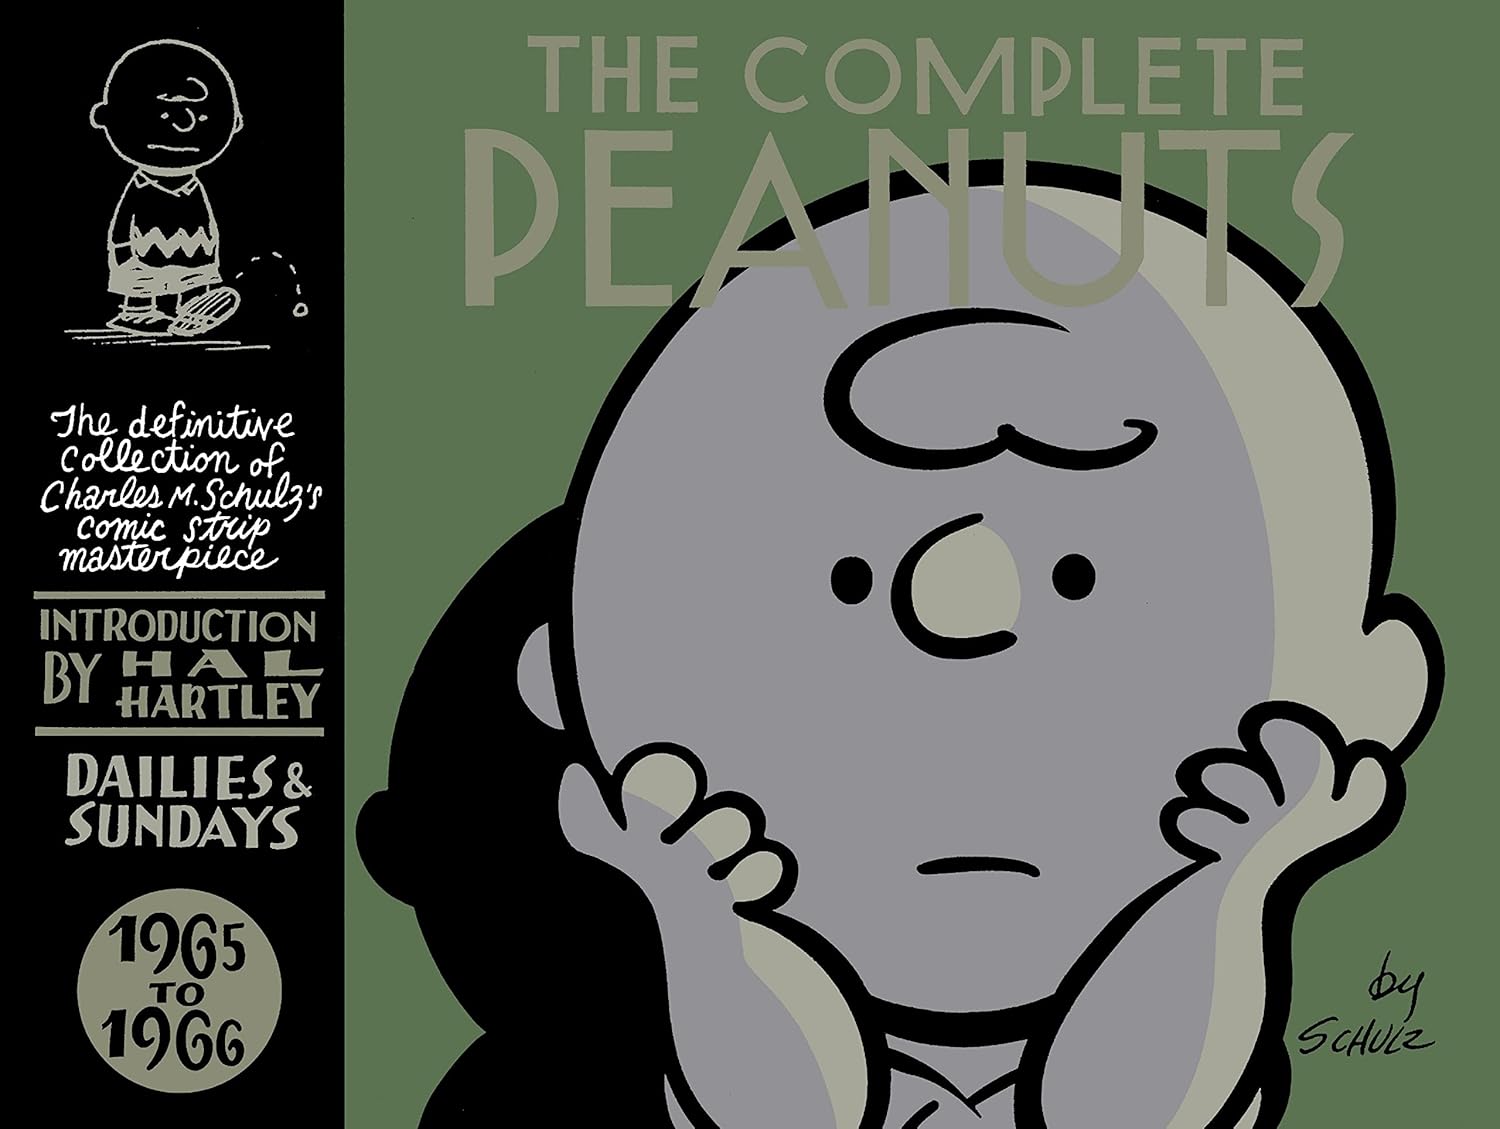 The definitive
collection of
Charles M. Schulz's
comic strip
masterpiece
INTRODUCTION
BY HAL
HARTLEY
DAILIES &
SUNDAYS
1965
TO
1966
THE COMPLETE
PEANUTS
by
SCHULZ